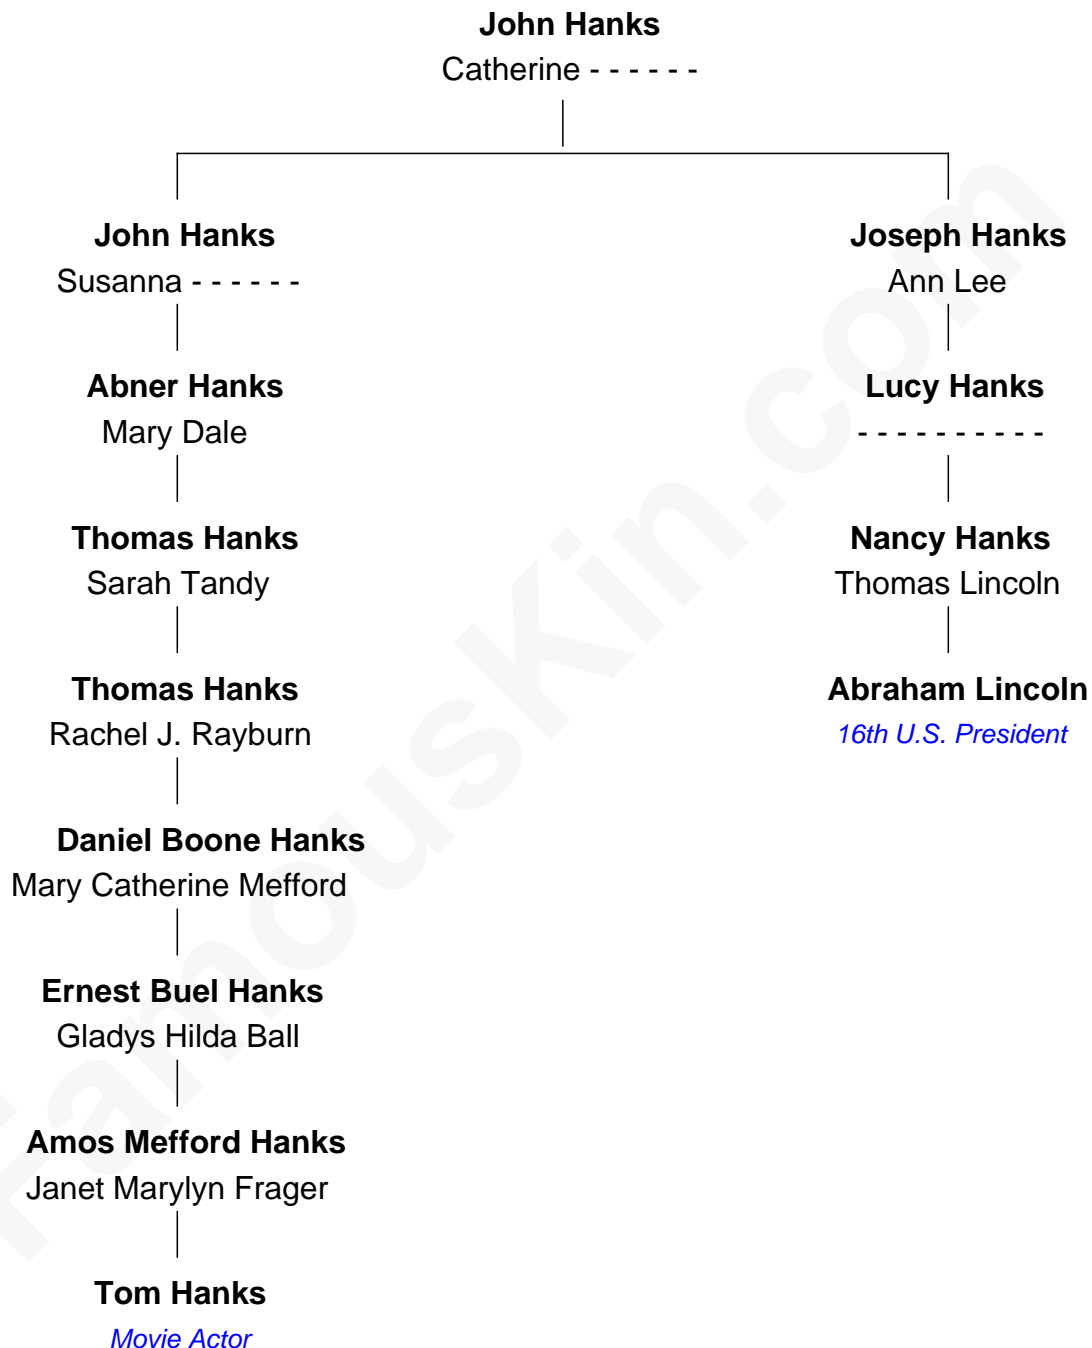 John Hanks
Catherine - - - - - -
John Hanks
Susanna - - - - - -
Joseph Hanks
Ann Lee
Abner Hanks
Mary Dale
Lucy Hanks
- - - - - - - - - -
Thomas Hanks
Sarah Tandy
Nancy Hanks
Thomas Lincoln
Thomas Hanks
Rachel J. Rayburn
Abraham Lincoln
16th U.S. President
Daniel Boone Hanks
Mary Catherine Mefford
Ernest Buel Hanks
Gladys Hilda Ball
Amos Mefford Hanks
Janet Marylyn Frager
Tom Hanks
Movie Actor
FamousKin.com